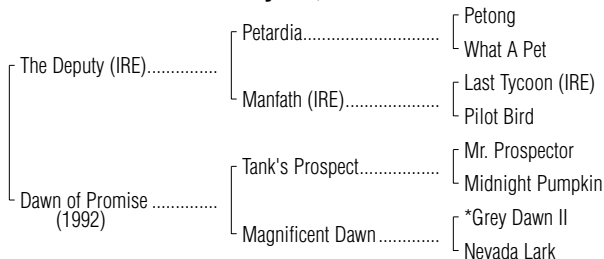 Petong
Petardia
What A Pet
The Deputy (IRE)
Last Tycoon (IRE)
Manfath (IRE)
Pilot Bird
Mr. Prospector
Tank's Prospect
Midnight Pumpkin
Dawn of Promise
(1992)
*Grey Dawn II
Magnificent Dawn
Nevada Lark